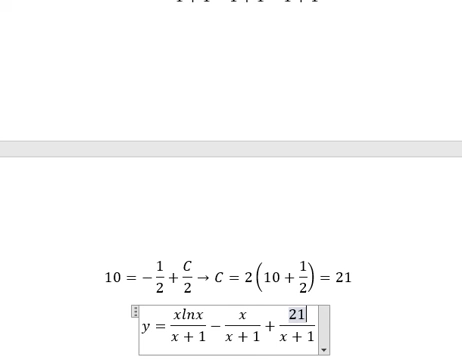 10 = −1/2 + C/2 → C = 2(10 + 1/2) = 21
y = xlnx/(x + 1) − x/(x + 1) + 21/(x + 1)